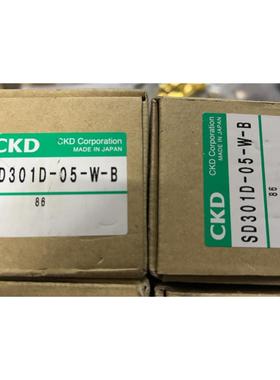 CKD
CKD Corporation
MADE IN JAPAN
D301D-05-W-B
86
CKD
CKD Corporation
MADE IN JAPAN
SD301D-05-W-B
86